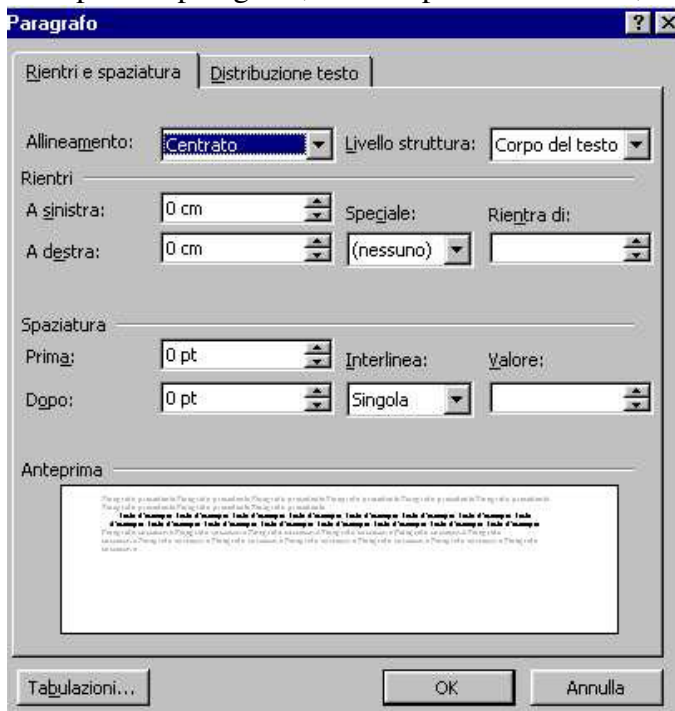 Paragrafo
Rientri e spaziatura Distribuzione testo
Allineamento: Centrato Livello struttura: Corpo del testo
Rientri
A sinistra: 0 cm Speciale: Rientra di:
A destra: 0 cm (nessuno)
Spaziatura
Prima: 0 pt Interlinea: Valore:
Dopo: 0 pt Singola
Anteprima
Tabulazioni... OK Annulla